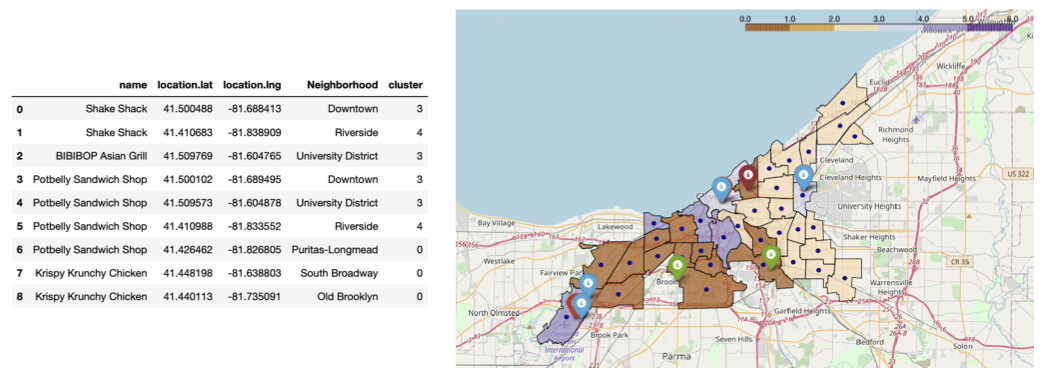 name location.lat location.lng Neighborhood cluster
0 Shake Shack 41.500488 -81.688413 Downtown 3
1 Shake Shack 41.410683 -81.838909 Riverside 4
2 BIBIBOP Asian Grill 41.509769 -81.604765 University District 3
3 Potbelly Sandwich Shop 41.500102 -81.689495 Downtown 3
4 Potbelly Sandwich Shop 41.509573 -81.604878 University District 3
5 Potbelly Sandwich Shop 41.410988 -81.833552 Riverside 4
6 Potbelly Sandwich Shop 41.426462 -81.826805 Puritas-Longmead 0
7 Krispy Krunchy Chicken 41.448198 -81.638803 South Broadway 0
8 Krispy Krunchy Chicken 41.440113 -81.735091 Old Brooklyn 0
0.0 1.0 2.0 3.0 4.0 5.0 6.0
Willowick
Wickliffe
Euclid
Richmond
Heights
Cleveland
Cleveland Heights
Mayfield Heights
US 322
University Heights
Bay Village
Lakewood
Shaker Heights
Beachwood
Westlake
CR 35
Fairview Park
Brook
Warrensville
Heights
North Olmsted
Garfield Heights
Brook Park
Seven Hills
Bedford
Solon
International
Airport
Parma